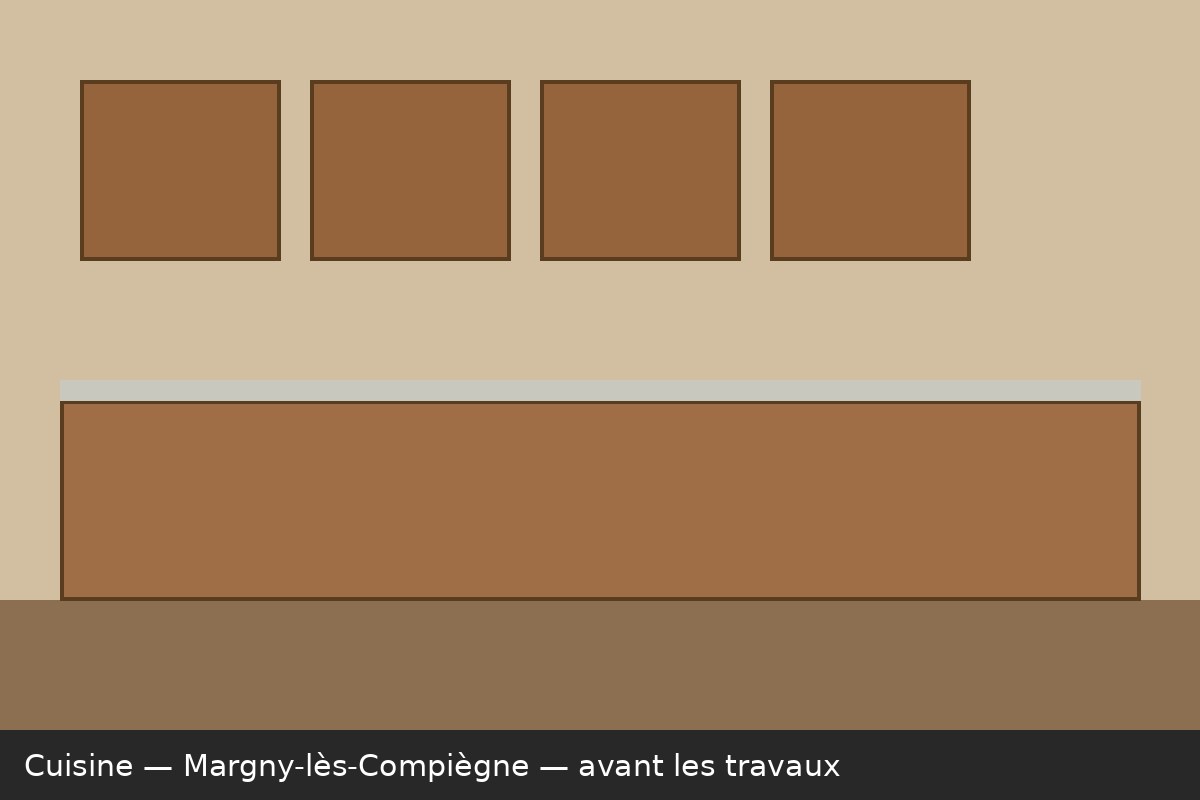 Cuisine — Margny-lès-Compiègne — avant les travaux